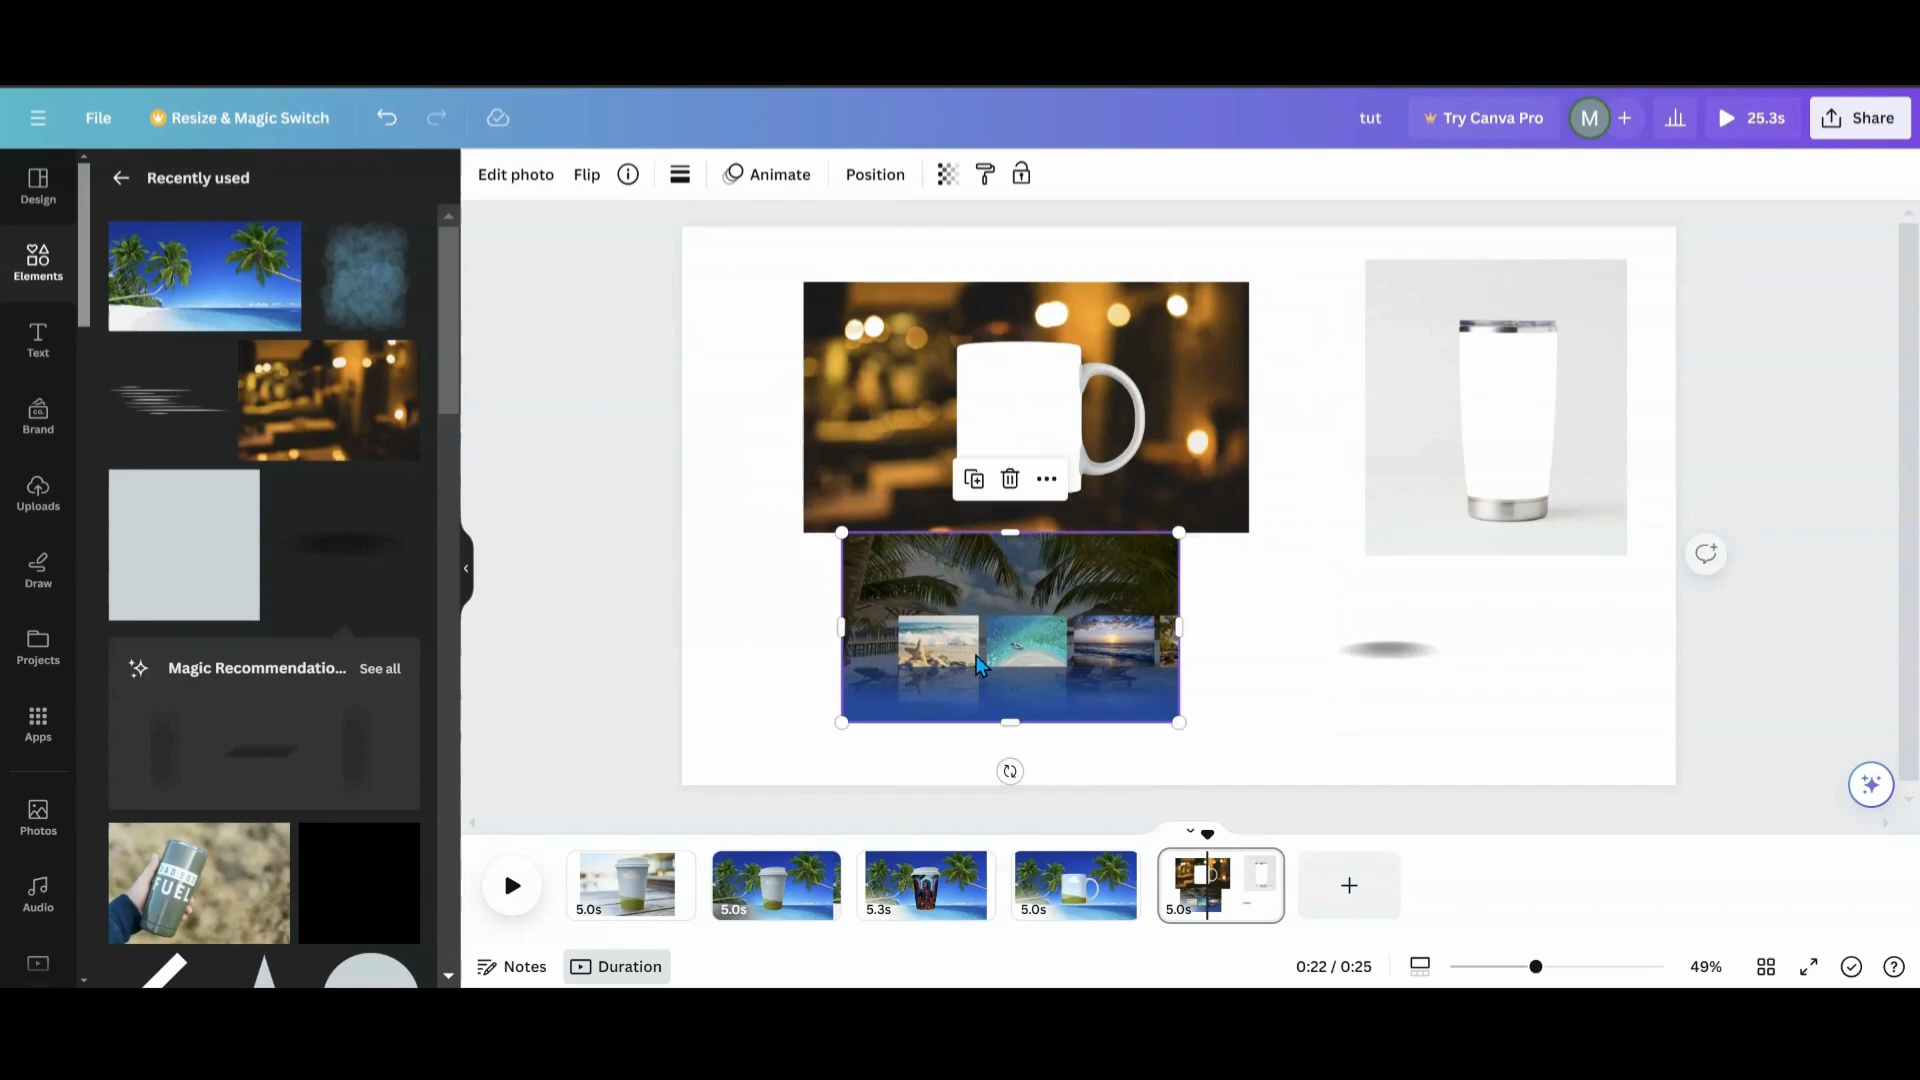 File
Resize & Magic Switch
tut
Try Canva Pro
M
25.3s
Share
Design
Elements
Text
Brand
Uploads
Draw
Projects
Apps
Photos
Audio
Recently used
Magic Recommendatio...
See all
FUEL
Edit photo
Flip
Animate
Position
5.0s
5.0s
5.3s
5.0s
5.0s
Notes
Duration
0:22 / 0:25
49%